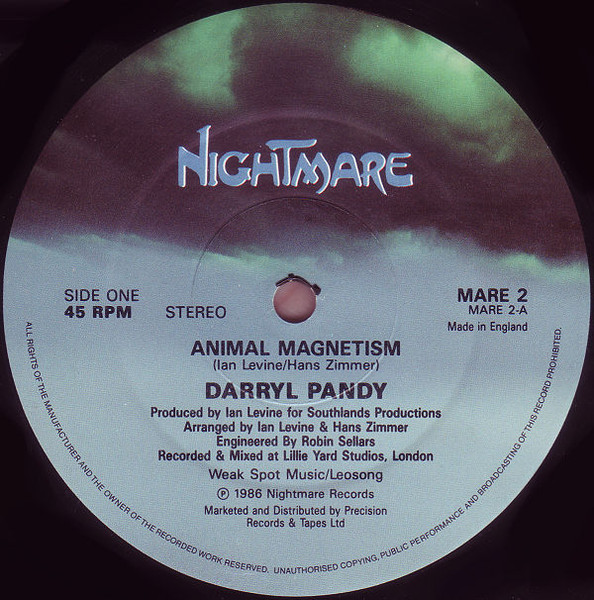 NIGHTMARE
SIDE ONE
45 RPM
STEREO
MARE 2
MARE 2-A
Made in England
ANIMAL MAGNETISM
(Ian Levine/Hans Zimmer)
DARRYL PANDY
Produced by Ian Levine for Southlands Productions
Arranged by Ian Levine & Hans Zimmer
Engineered By Robin Sellars
Recorded & Mixed at Lillie Yard Studios, London
Weak Spot Music/Leosong
℗ 1986 Nightmare Records
Marketed and Distributed by Precision
Records & Tapes Ltd
ALL RIGHTS OF THE MANUFACTURER AND THE OWNER OF THE RECORDED WORK RESERVED. UNAUTHORISED COPYING, PUBLIC PERFORMANCE AND BROADCASTING OF THIS RECORD PROHIBITED.